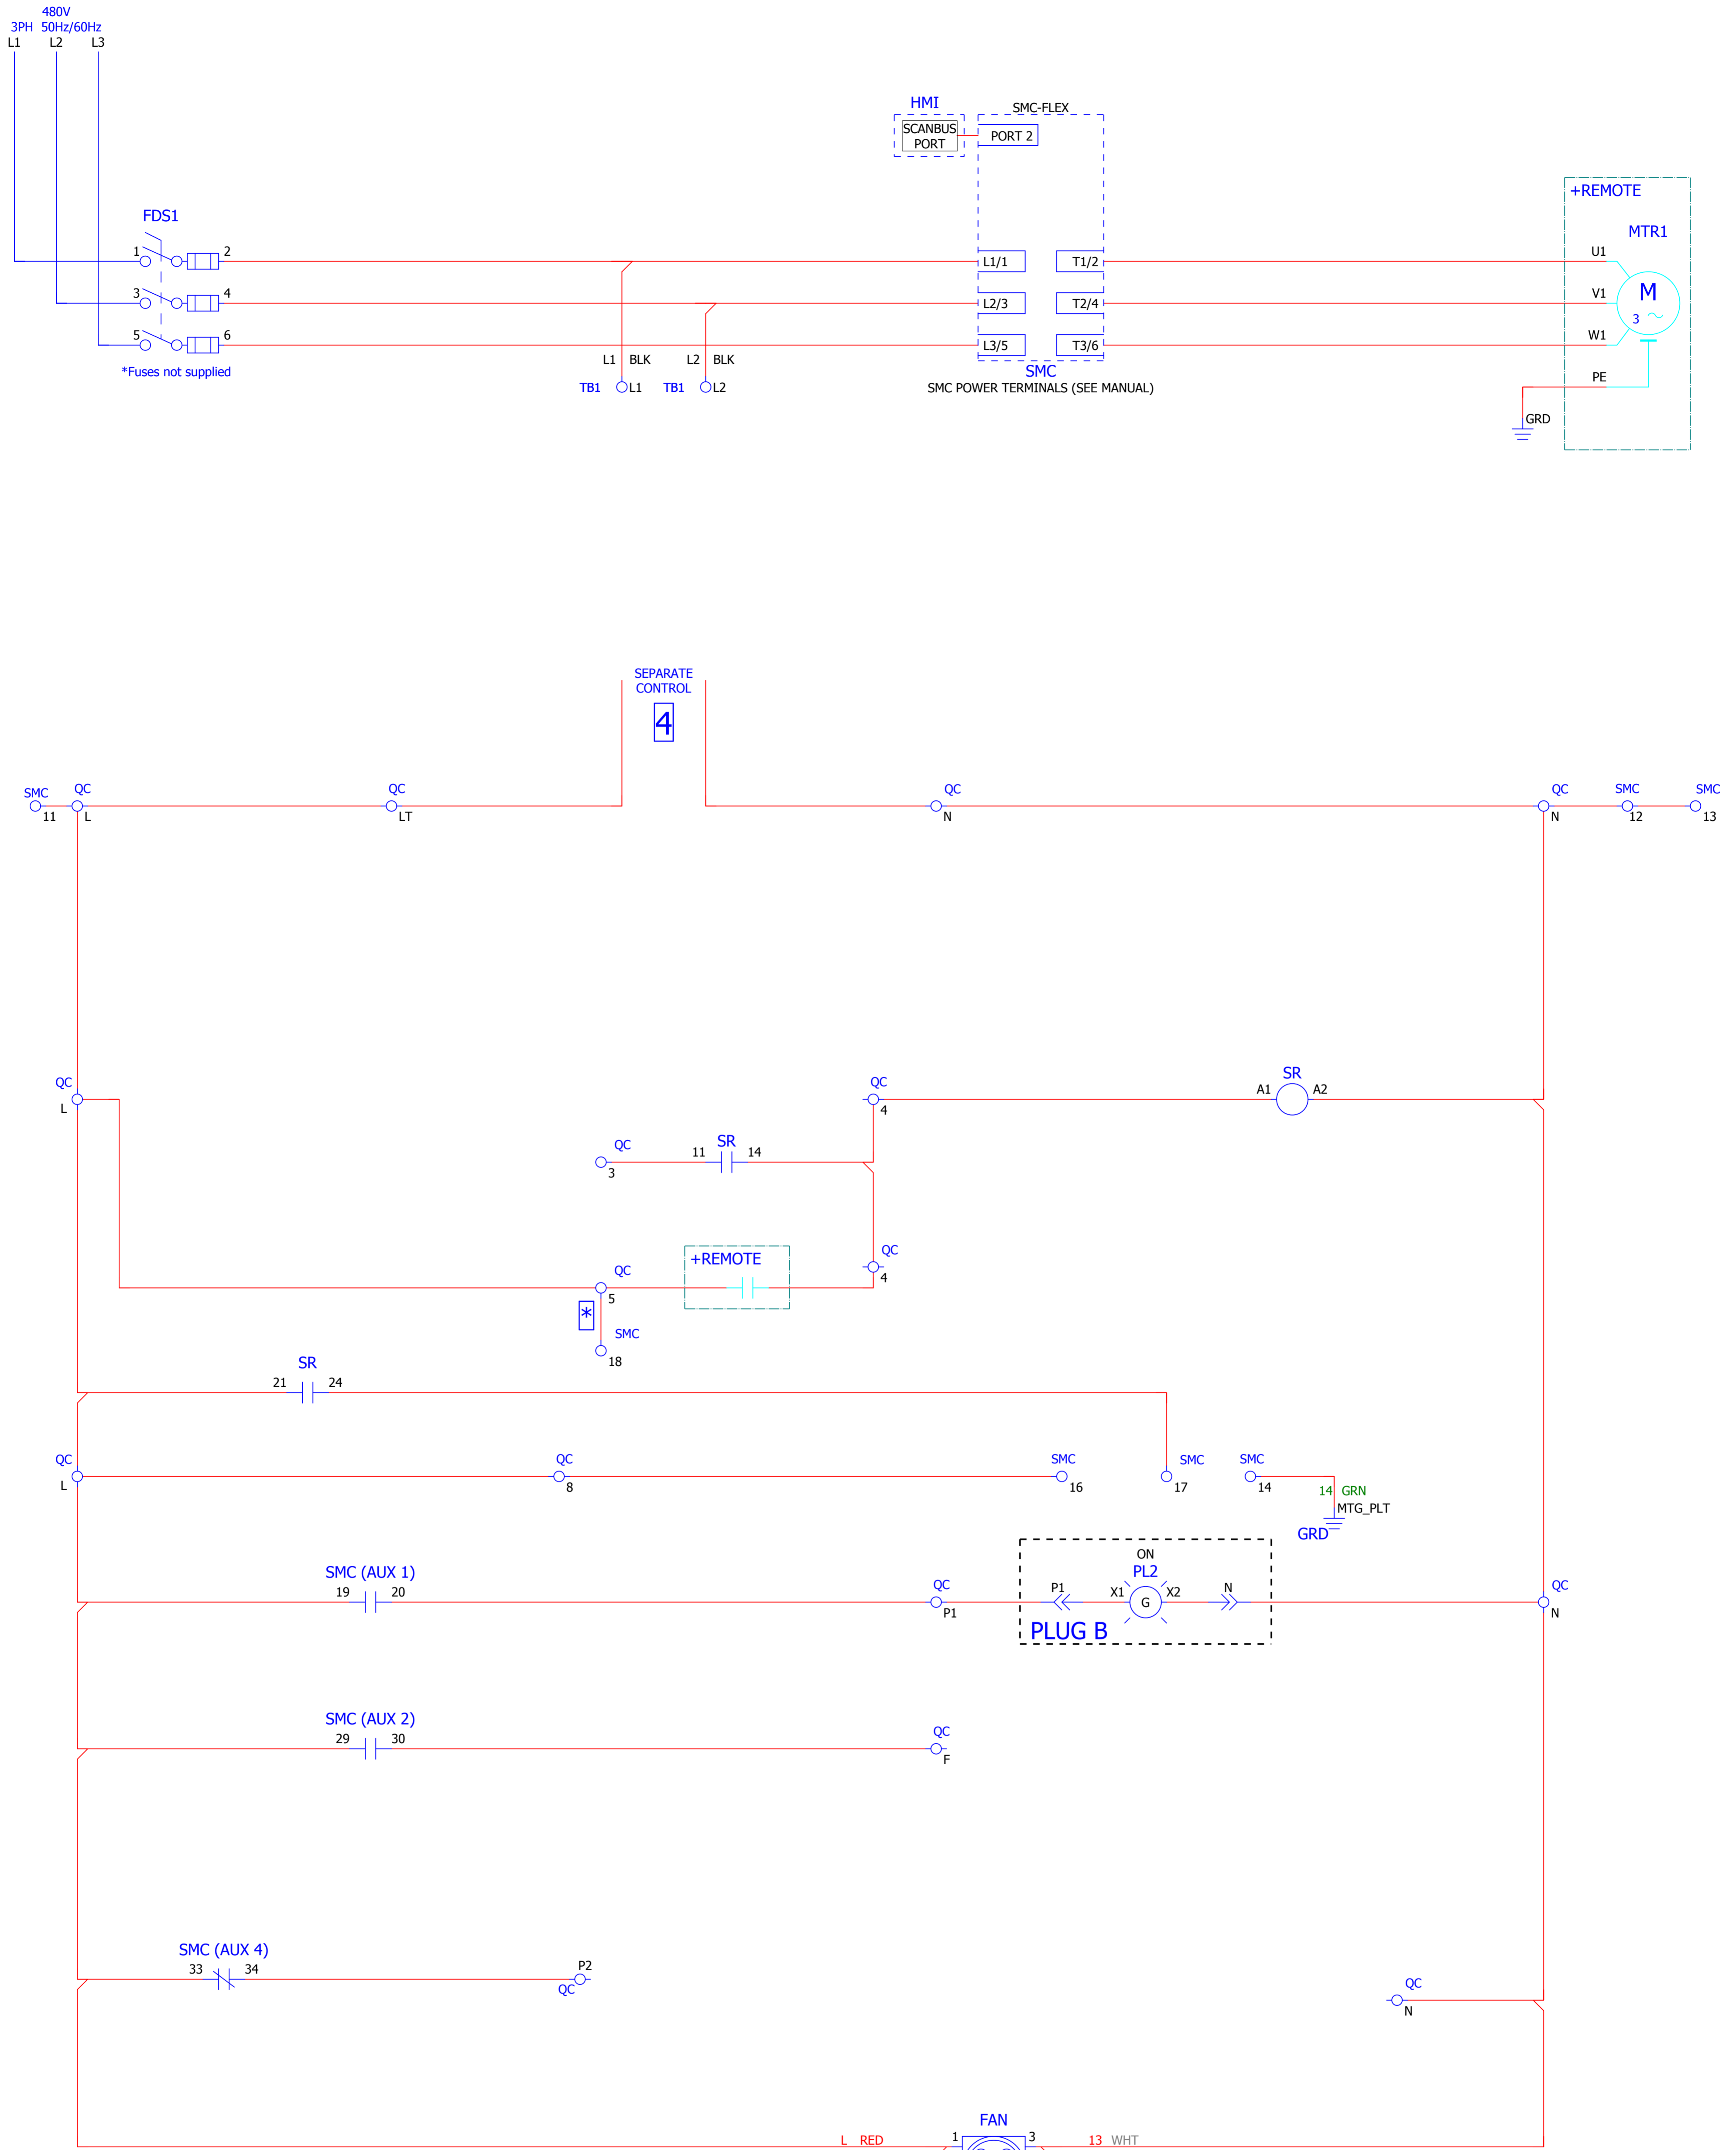 480V
3PH 50Hz/60Hz
L1 L2 L3
HMI
SCANBUS
PORT
SMC-FLEX
PORT 2
+REMOTE
MTR1
FDS1
1 2
3 4
5 6
*Fuses not supplied
L1/1 T1/2
L2/3 T2/4
L3/5 T3/6
U1
V1
W1
PE
M
3
L1 BLK L2 BLK
TB1 L1 TB1 L2
SMC
SMC POWER TERMINALS (SEE MANUAL)
GRD
SEPARATE
CONTROL
4
SMC QC QC QC QC SMC SMC
11 L LT N N 12 13
QC QC SR
L 4 A1 A2
QC SR
3 11 14
QC +REMOTE QC
5 4
*
SMC
18
SR
21 24
QC QC SMC SMC SMC
L 8 16 17 14
14 GRN
MTG_PLT
GRD
SMC (AUX 1) ON
19 20 QC PL2 QC
P1 P1 X1 G X2 N N
PLUG B
SMC (AUX 2)
29 30 QC
F
SMC (AUX 4)
33 34 P2
QC
QC
N
FAN
L RED 1 3 13 WHT